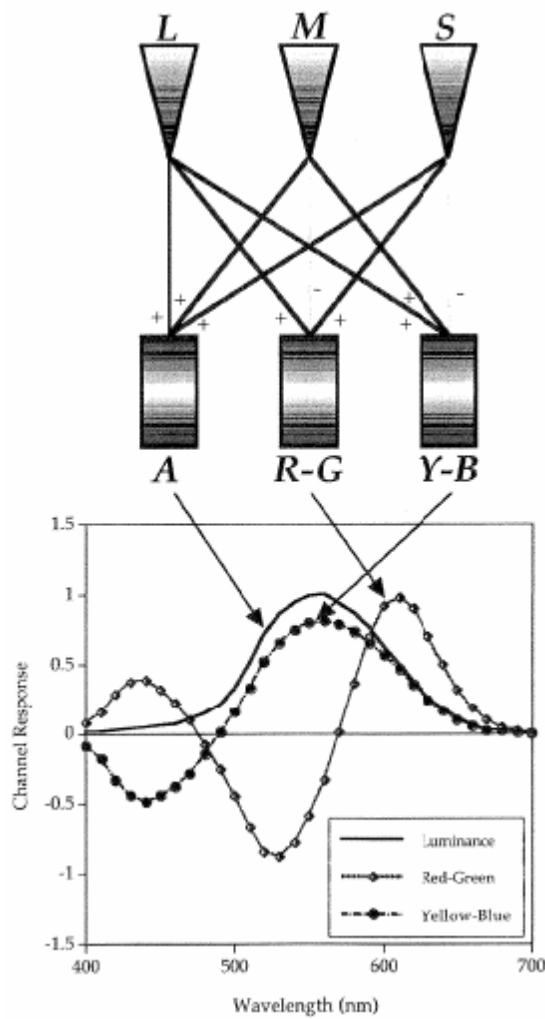 L M S
+ + + + - + + + -
A R-G Y-B
1.5
1
0.5
0
-0.5
-1
-1.5
Channel Response
Luminance
Red-Green
Yellow-Blue
400 500 600 700
Wavelength (nm)